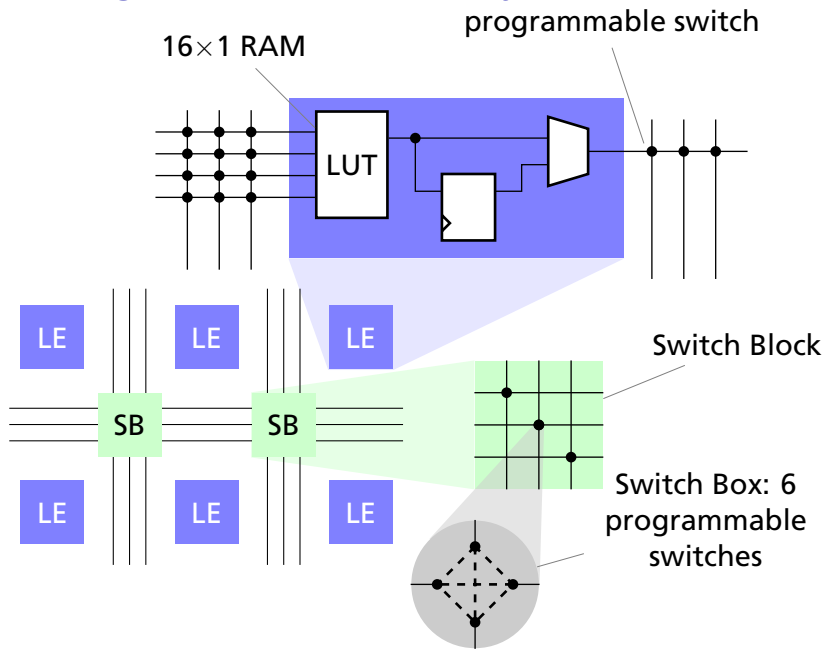 programmable switch
16×1 RAM
LUT
LE LE LE
Switch Block
SB SB
LE LE LE
Switch Box: 6
programmable
switches